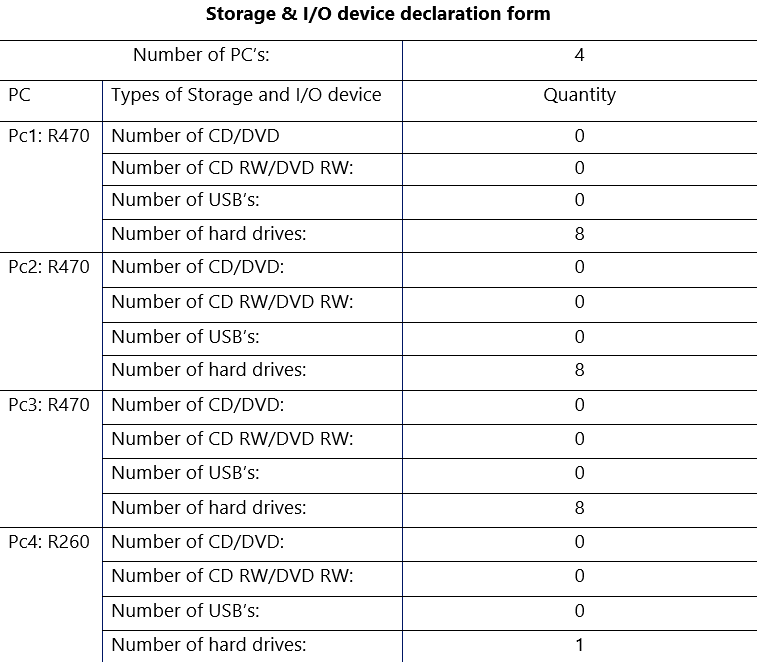 Storage & I/O device declaration form
Number of PC’s: 4
PC Types of Storage and I/O device Quantity
Pc1: R470 Number of CD/DVD 0
Number of CD RW/DVD RW: 0
Number of USB’s: 0
Number of hard drives: 8
Pc2: R470 Number of CD/DVD: 0
Number of CD RW/DVD RW: 0
Number of USB’s: 0
Number of hard drives: 8
Pc3: R470 Number of CD/DVD: 0
Number of CD RW/DVD RW: 0
Number of USB’s: 0
Number of hard drives: 8
Pc4: R260 Number of CD/DVD: 0
Number of CD RW/DVD RW: 0
Number of USB’s: 0
Number of hard drives: 1